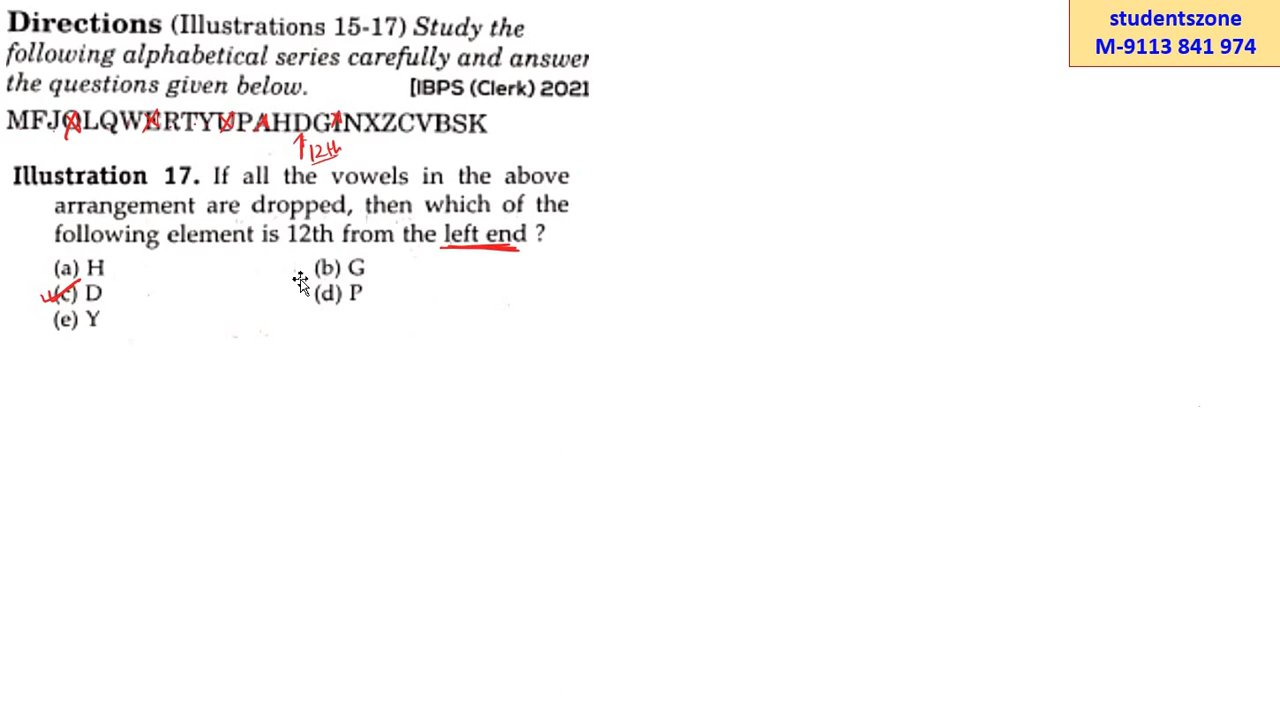 studentszone
M-9113 841 974
Directions (Illustrations 15-17) Study the
following alphabetical series carefully and answer
the questions given below. [IBPS (Clerk) 2021
MFJOLQWERTYUPAHDGINXZCVBSK
12th
Illustration 17. If all the vowels in the above
arrangement are dropped, then which of the
following element is 12th from the left end ?
(a) H (b) G
(c) D (d) P
(e) Y